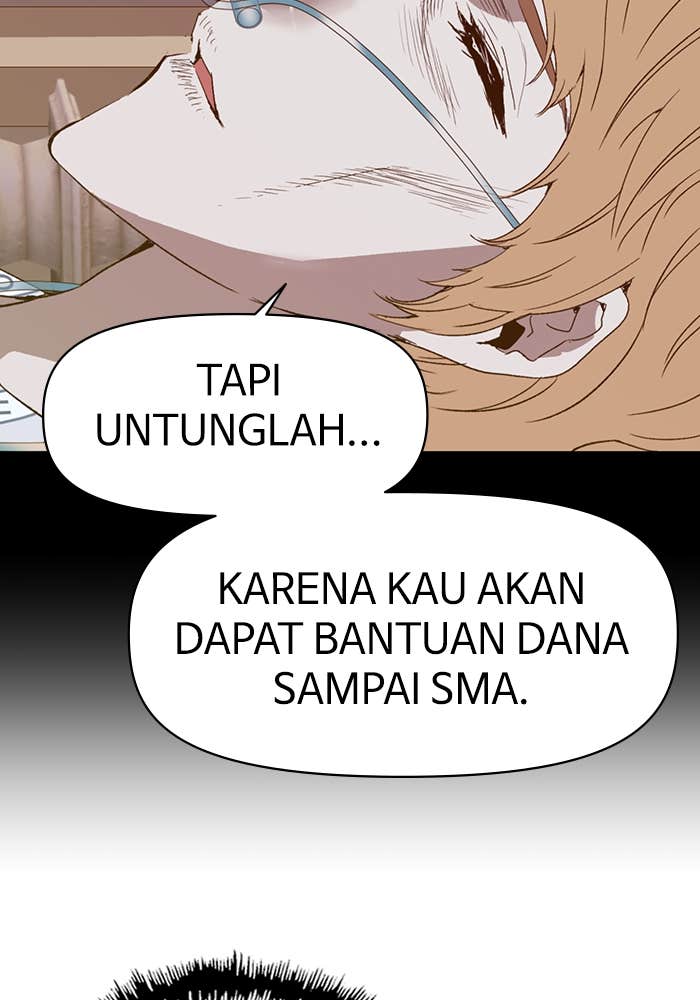 TAPI
UNTUNGLAH...
KARENA KAU AKAN
DAPAT BANTUAN DANA
SAMPAI SMA.